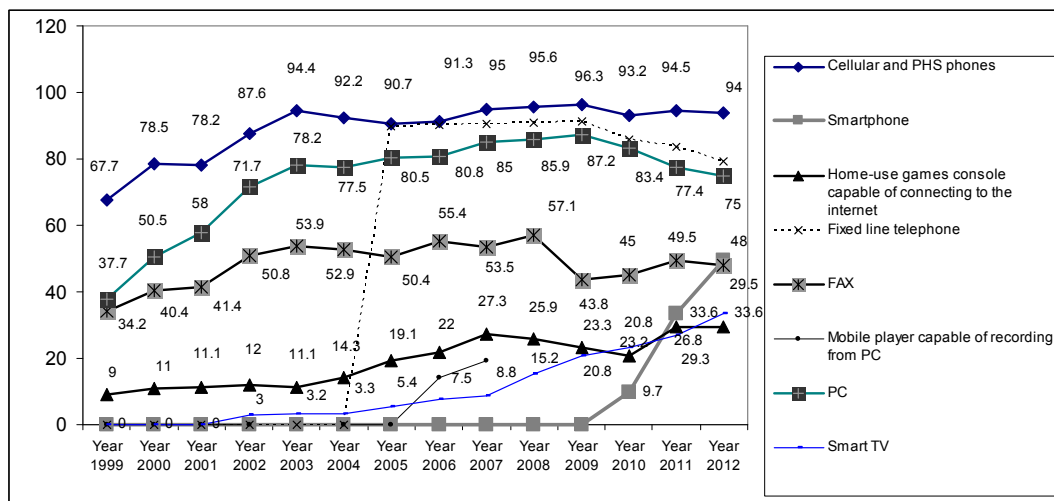 120
100
80
60
40
20
0
67.7 78.5 78.2 87.6 94.4 92.2 90.7 91.3 95 95.6 96.3 93.2 94.5 94
37.7 50.5 58 71.7 78.2 77.5 80.5 80.8 85 85.9 87.2 83.4 77.4 75
34.2 40.4 41.4 50.8 53.9 52.9 50.4 55.4 53.5 57.1 43.8 45 49.5 48
9 11 11.1 12 11.1 14.3 19.1 22 27.3 25.9 23.3 20.8 29.3 29.5
0 0 0 3 3.2 3.3 5.4 7.5 8.8 15.2 20.8 23.2 26.8 33.6
9.7 33.6
Year Year Year Year Year Year Year Year Year Year Year Year Year Year
1999 2000 2001 2002 2003 2004 2005 2006 2007 2008 2009 2010 2011 2012
Cellular and PHS phones
Smartphone
Home-use games console
capable of connecting to the
internet
Fixed line telephone
FAX
Mobile player capable of recording
from PC
PC
Smart TV